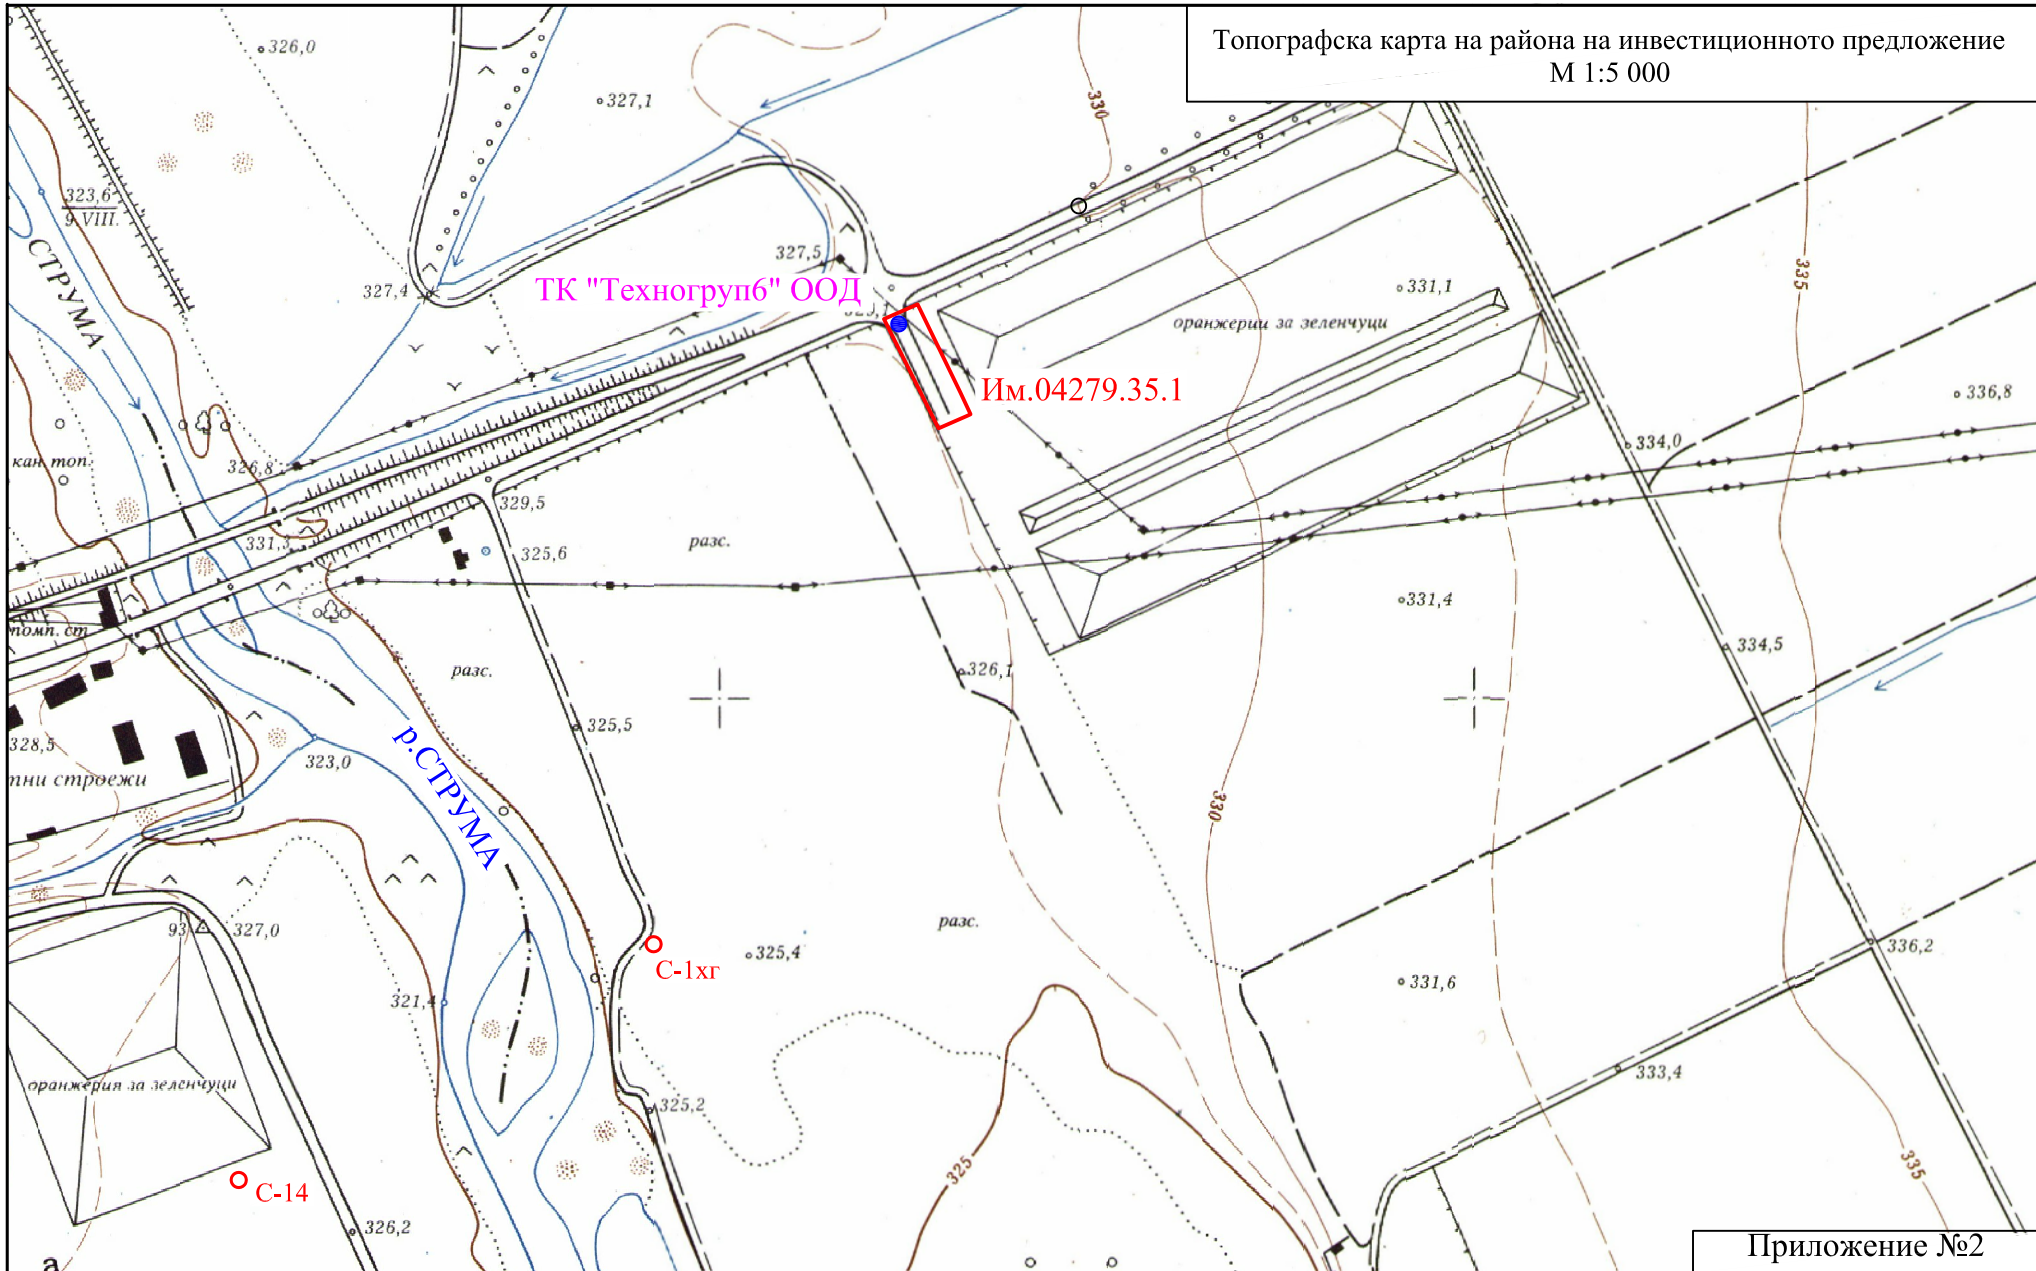 Топографска карта на района на инвестиционното предложение
М 1:5 000
326,0
327,1
330
323,6
9.VIII.
СТРУМА
327,5
327,4
ТК "Техногруп6" ООД
331,1
335
оранжерии за зеленчуци
Им.04279.35.1
336,8
334,0
кан. топ.
326,8
329,5
331,3
325,6
разс.
331,4
помп. ст.
334,5
разс.
326,1
325,5
р.СТРУМА
328,5
323,0
тни строежи
330
93
327,0
разс.
336,2
325,4
С-1хг
331,6
321,4
333,4
оранжерия за зеленчуци
325,2
325
335
С-14
326,2
Приложение №2
а